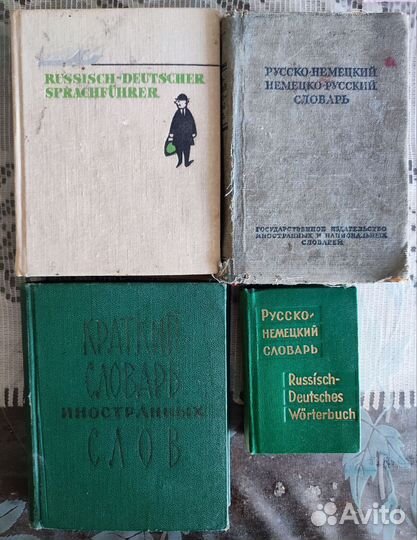 RUSSISCH-DEUTSCHER
SPRACHFÜHRER
РУССКО-НЕМЕЦКИЙ
НЕМЕЦКО-РУССКИЙ
СЛОВАРЬ
ГОСУДАРСТВЕННОЕ ИЗДАТЕЛЬСТВО
ИНОСТРАННЫХ И НАЦИОНАЛЬНЫХ
СЛОВАРЕЙ
КРАТКИЙ
СЛОВАРЬ
ИНОСТРАННЫХ
СЛОВ
РУССКО-
НЕМЕЦКИЙ
СЛОВАРЬ
Russisch-
Deutsches
Wörterbuch
Avito